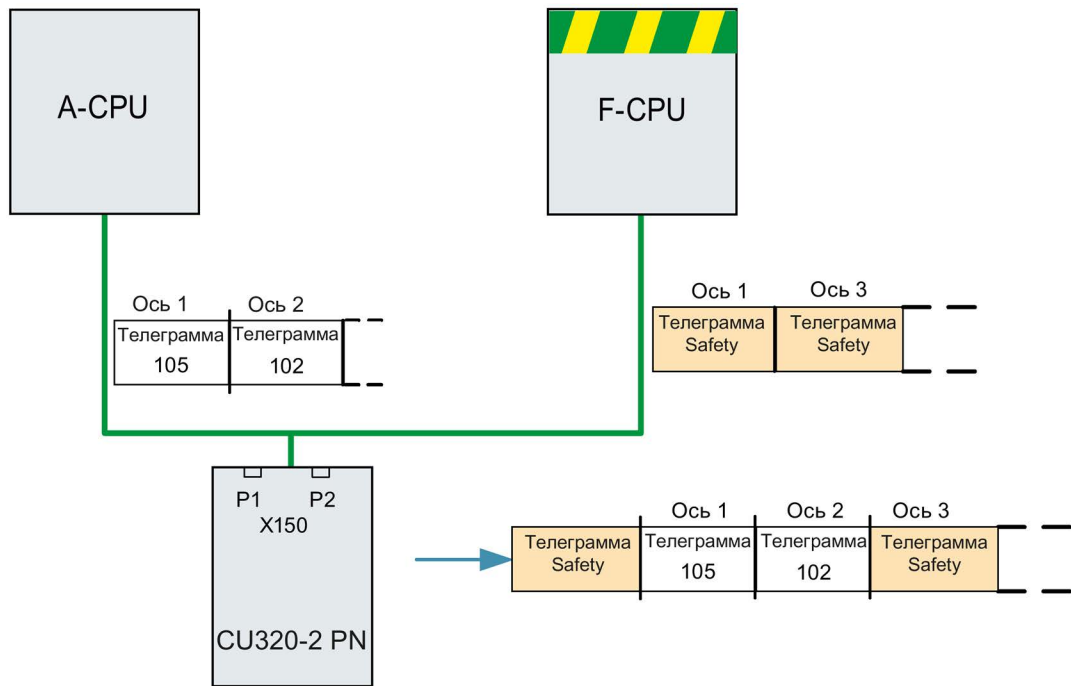 A-CPU
F-CPU
Ось 1 Ось 2
Телеграмма Телеграмма
105 102
Ось 1 Ось 3
Телеграмма Телеграмма
Safety Safety
P1 P2
X150
CU320-2 PN
Ось 1 Ось 2 Ось 3
Телеграмма Телеграмма Телеграмма Телеграмма
Safety 105 102 Safety